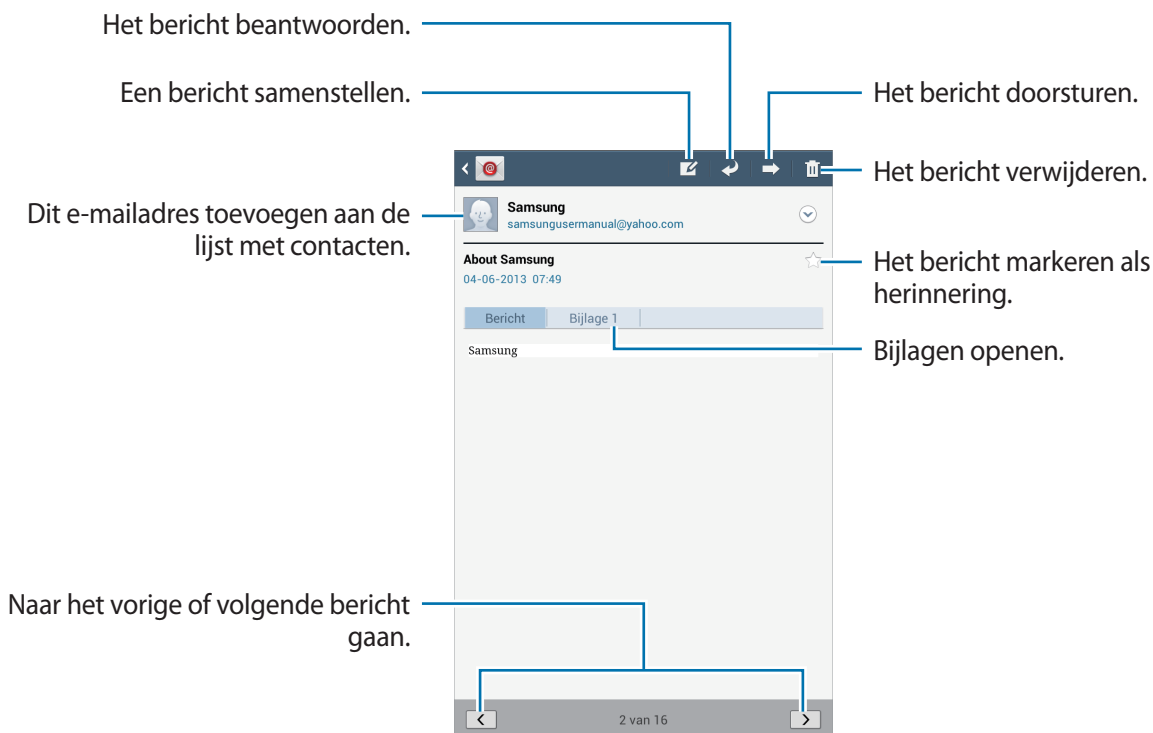 Het bericht beantwoorden.
Een bericht samenstellen.
Het bericht doorsturen.
Het bericht verwijderen.
Dit e-mailadres toevoegen aan de
lijst met contacten.
Samsung
samsungusermanual@yahoo.com
About Samsung
04-06-2013 07:49
Het bericht markeren als
herinnering.
Bericht
Bijlage 1
Bijlagen openen.
Samsung
Naar het vorige of volgende bericht
gaan.
2 van 16